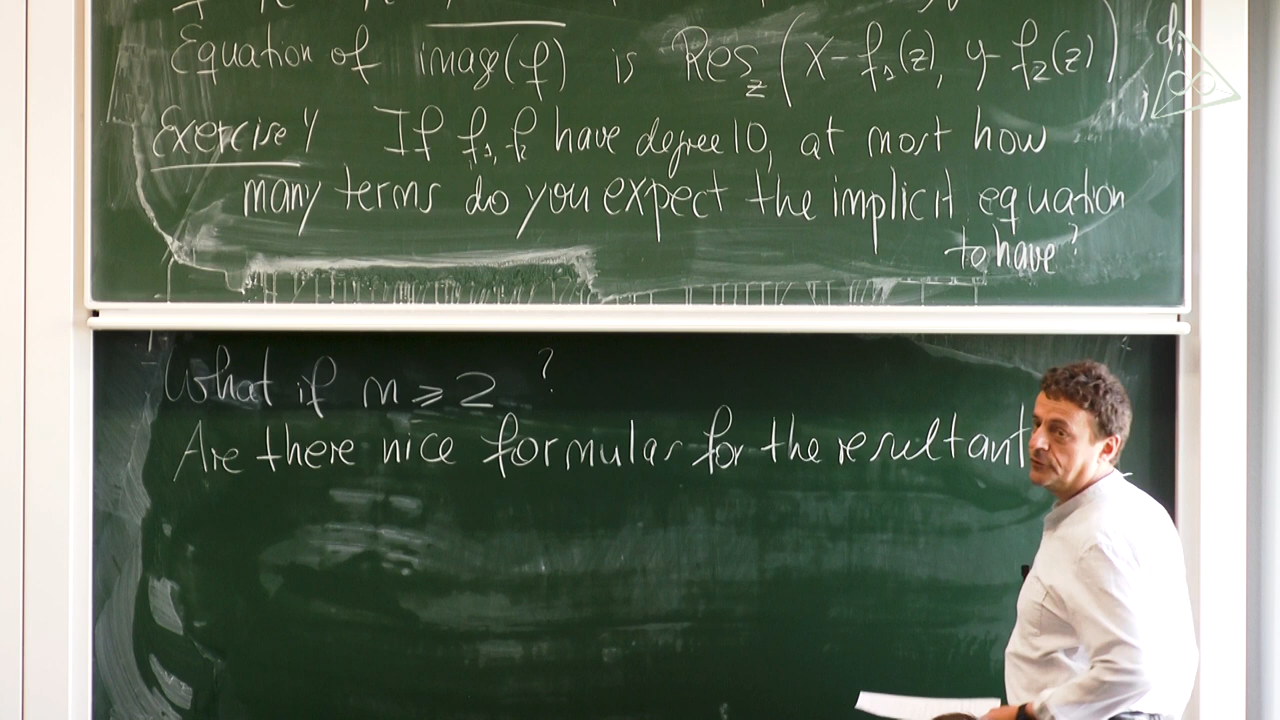 Equation of image(f) is Res_z (x-f_1(z), y-f_2(z))
Exercise 4 If f_1, f_2 have degree 10, at most how
many terms do you expect the implicit equation
to have?
What if n ⩾ 2 ?
Are there nice formulas for the resultant